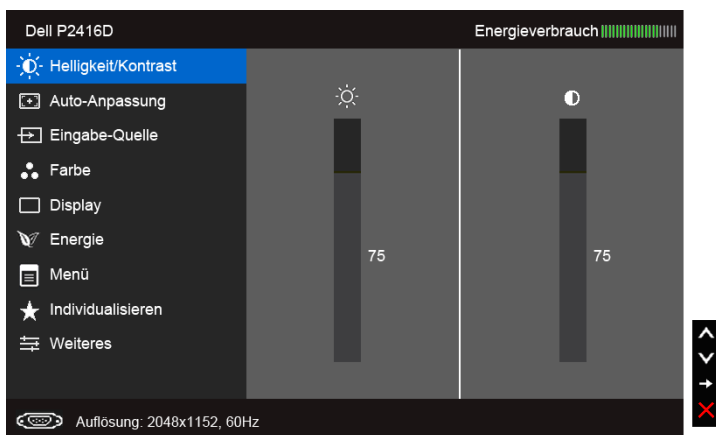 Dell P2416D
Energieverbrauch
Helligkeit/Kontrast
Auto-Anpassung
Eingabe-Quelle
Farbe
Display
Energie
Menü
Individualisieren
Weiteres
75
75
Auflösung: 2048x1152, 60Hz